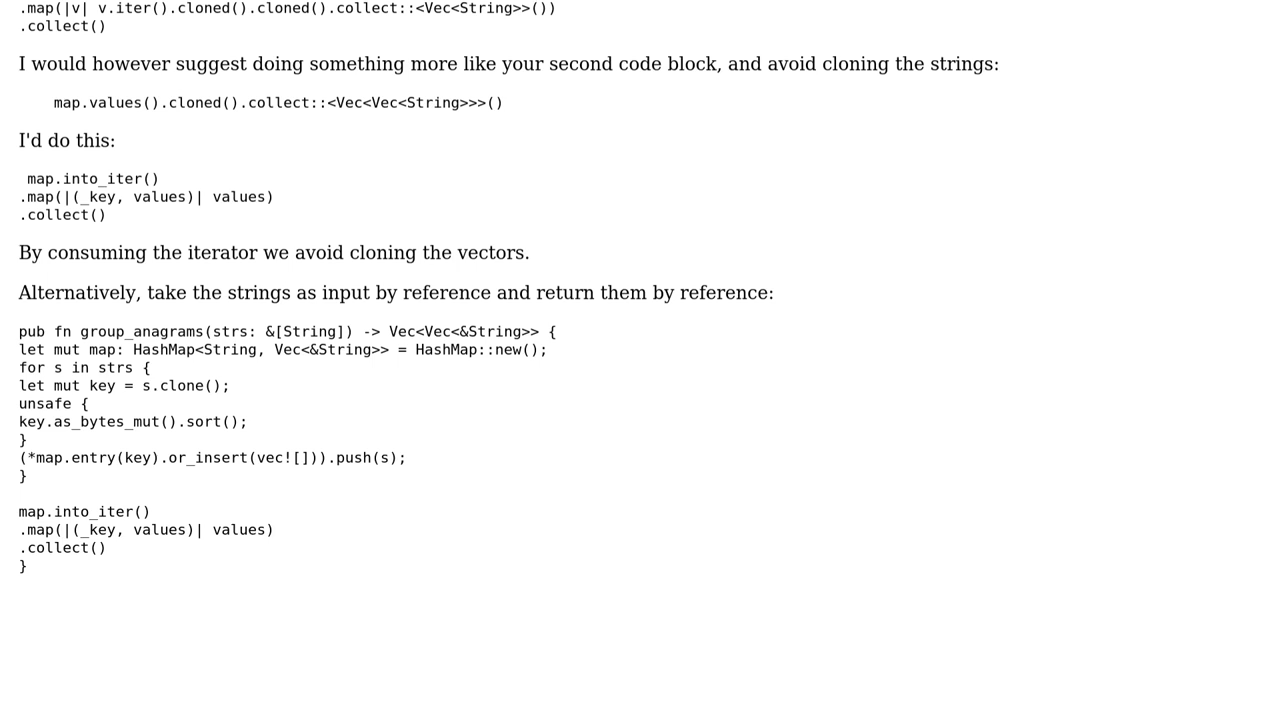 .map(|v| v.iter().cloned().cloned().collect::<Vec<String>>())
.collect()
I would however suggest doing something more like your second code block, and avoid cloning the strings:
map.values().cloned().collect::<Vec<Vec<String>>>()
I'd do this:
map.into_iter()
.map(|(_key, values)| values)
.collect()
By consuming the iterator we avoid cloning the vectors.
Alternatively, take the strings as input by reference and return them by reference:
pub fn group_anagrams(strs: &[String]) -> Vec<Vec<&String>> {
let mut map: HashMap<String, Vec<&String>> = HashMap::new();
for s in strs {
let mut key = s.clone();
unsafe {
key.as_bytes_mut().sort();
}
(*map.entry(key).or_insert(vec![])).push(s);
}
map.into_iter()
.map(|(_key, values)| values)
.collect()
}